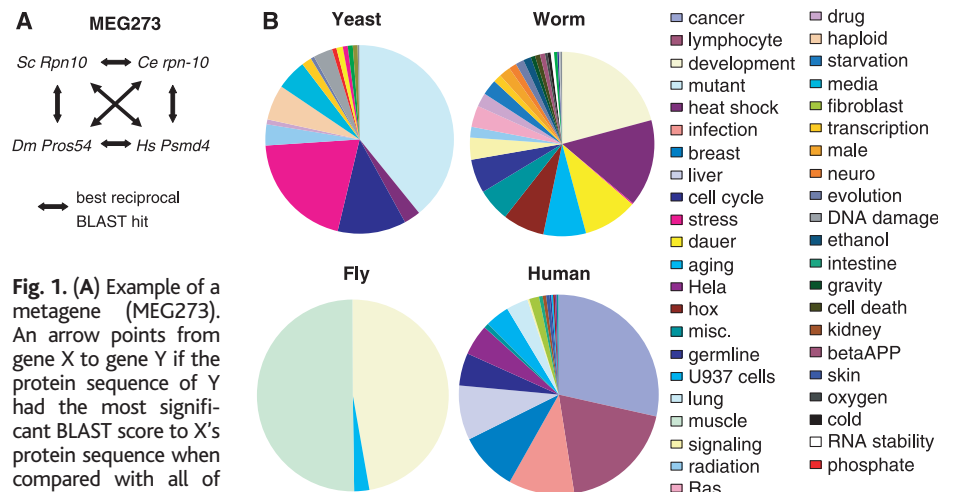 A
MEG273
Sc Rpn10
Ce rpn-10
Dm Pros54
Hs Psmd4
best reciprocal
BLAST hit
Fig. 1. (A) Example of a
metagene (MEG273).
An arrow points from
gene X to gene Y if the
protein sequence of Y
had the most signifi-
cant BLAST score to X's
protein sequence when
compared with all of
B
Yeast
Worm
Fly
Human
cancer
lymphocyte
development
mutant
heat shock
infection
breast
liver
cell cycle
stress
dauer
aging
Hela
hox
misc.
germline
U937 cells
lung
muscle
signaling
radiation
Ras
drug
haploid
starvation
media
fibroblast
transcription
male
neuro
evolution
DNA damage
ethanol
intestine
gravity
cell death
kidney
betaAPP
skin
oxygen
cold
RNA stability
phosphate